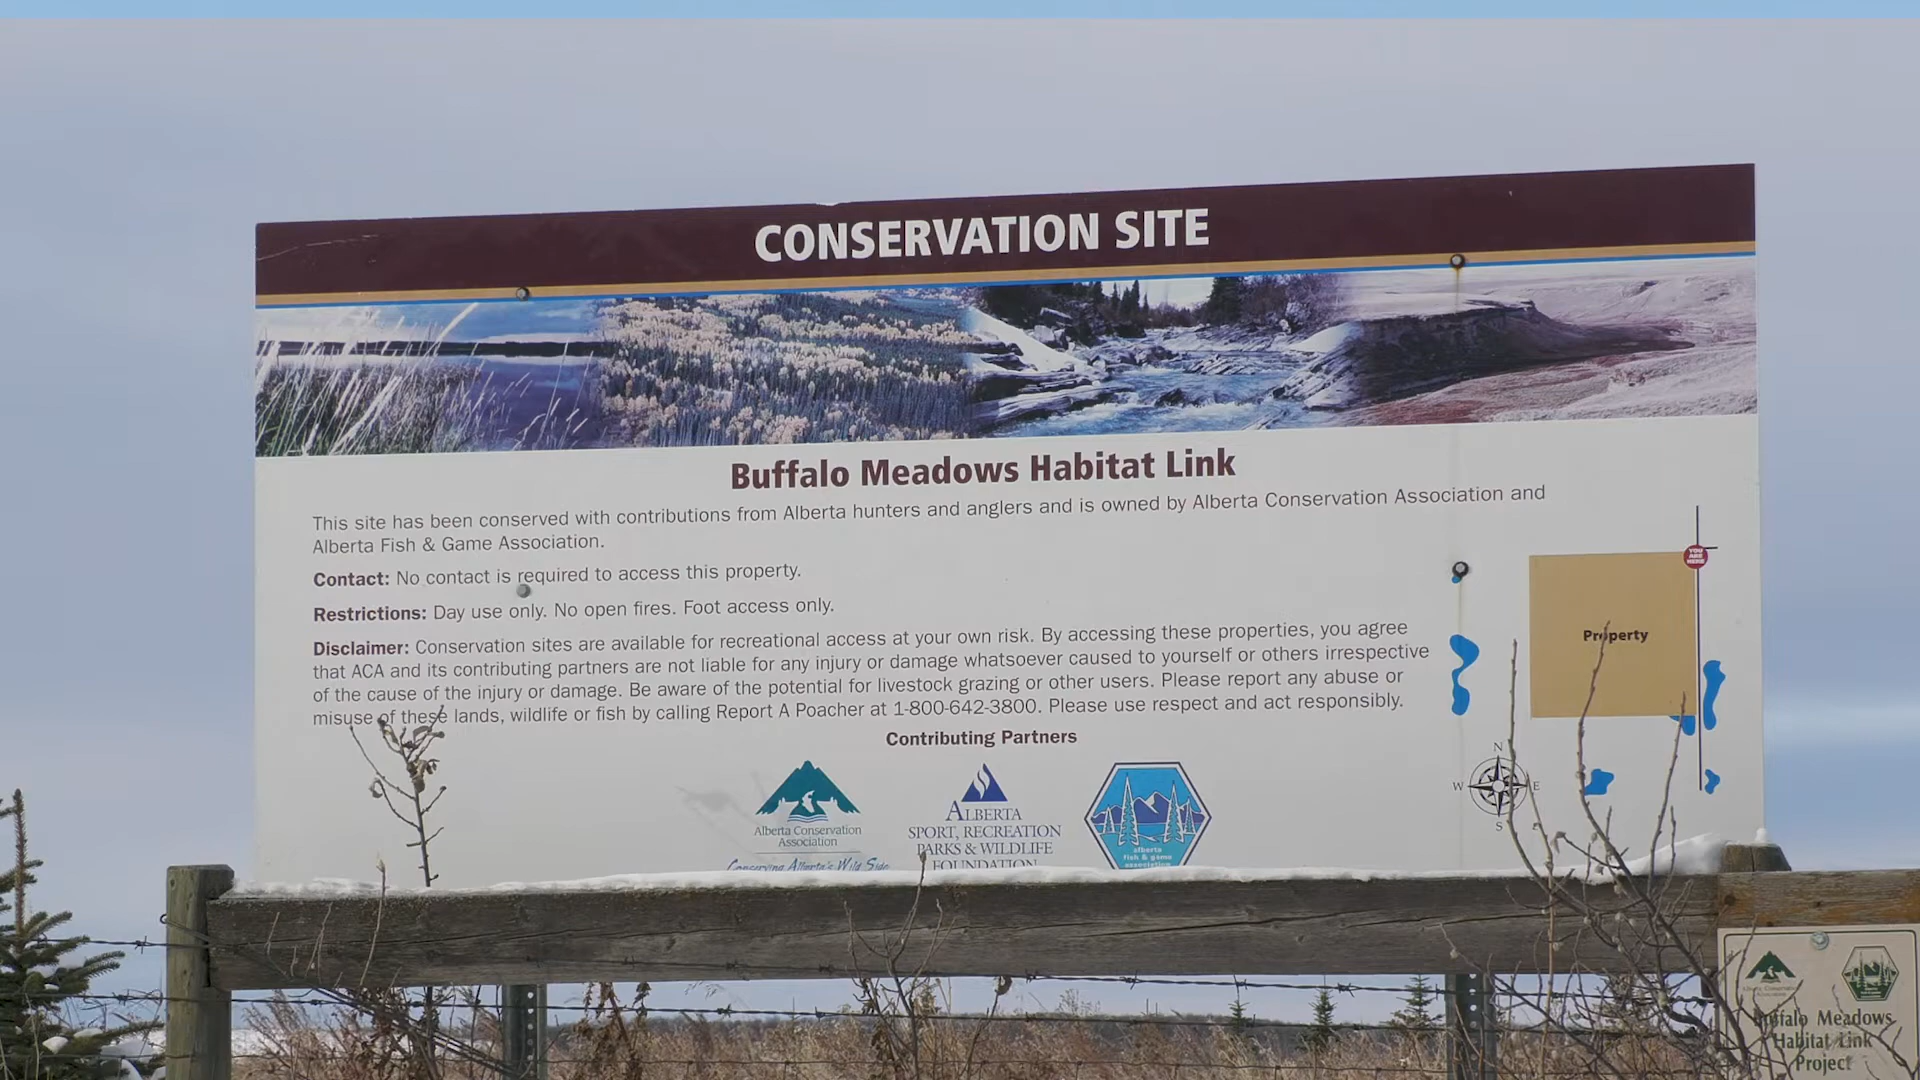 CONSERVATION SITE
Buffalo Meadows Habitat Link
This site has been conserved with contributions from Alberta hunters and anglers and is owned by Alberta Conservation Association and
Alberta Fish & Game Association.
Contact: No contact is required to access this property.
Restrictions: Day use only. No open fires. Foot access only.
Disclaimer: Conservation sites are available for recreational access at your own risk. By accessing these properties, you agree
that ACA and its contributing partners are not liable for any injury or damage whatsoever caused to yourself or others irrespective
of the cause of the injury or damage. Be aware of the potential for livestock grazing or other users. Please report any abuse or
misuse of these lands, wildlife or fish by calling Report A Poacher at 1-800-642-3800. Please use respect and act responsibly.
YOU
ARE
HERE
Property
N
W E
S
Contributing Partners
Alberta Conservation
Association
Conserving Alberta's Wild Side
ALBERTA
SPORT, RECREATION
PARKS & WILDLIFE
FOUNDATION
alberta
fish & game
association
Alberta Conservation
Association
Buffalo Meadows
Habitat Link
Project